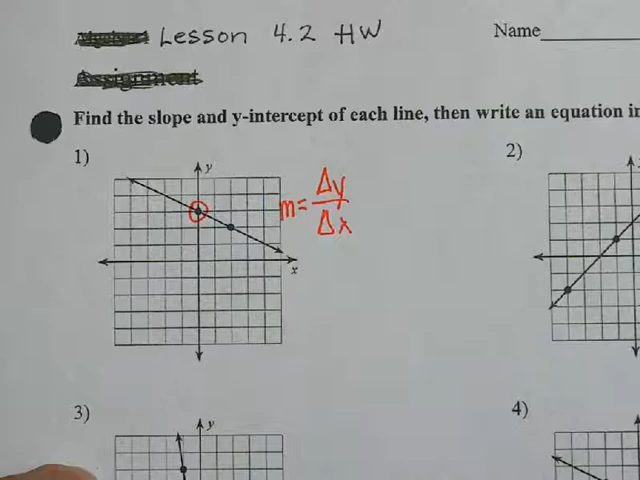 Lesson 4.2 HW
Name
Assignment
Find the slope and y-intercept of each line, then write an equation in
1)
2)
y
m = Δy/Δx
x
3)
4)
y